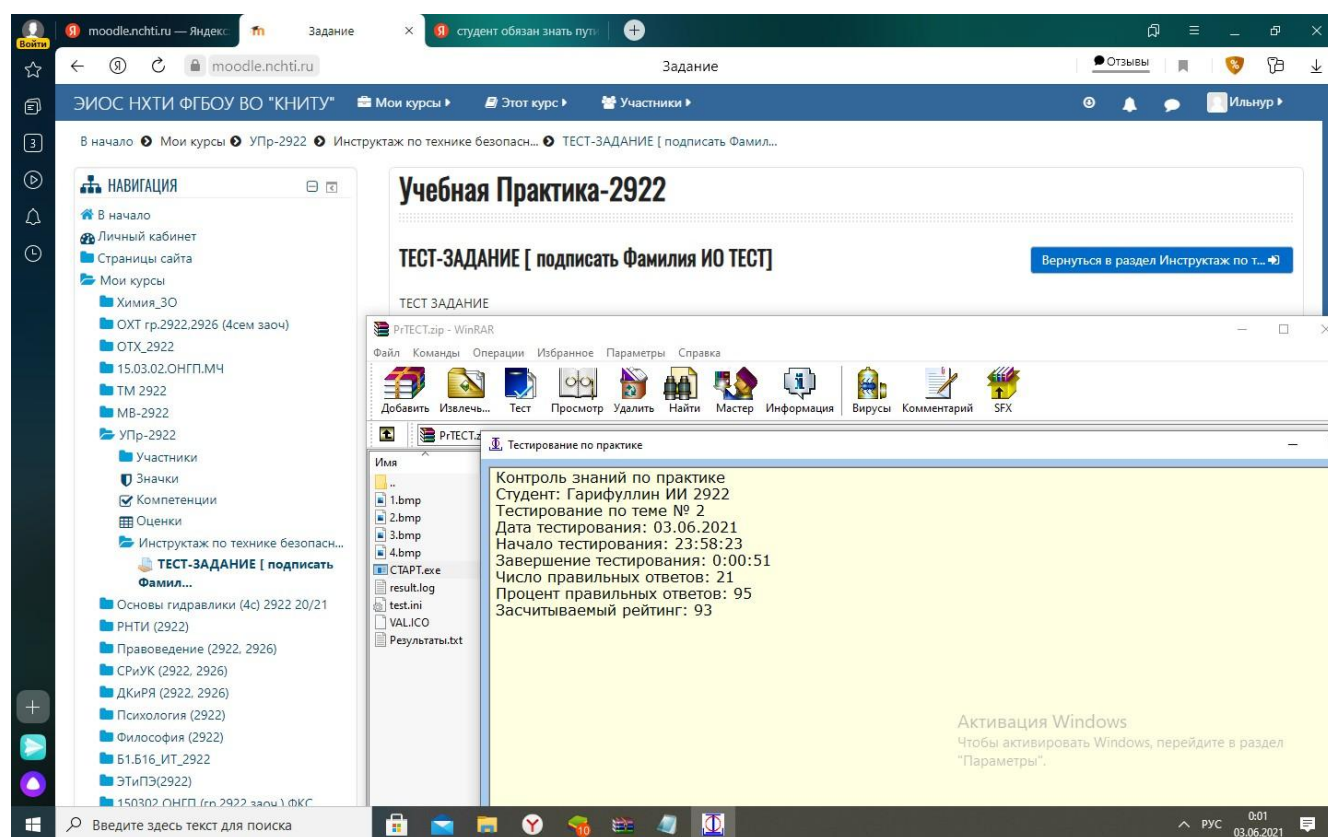 Войти
moodle.nchti.ru — Яндекс
Задание
студент обязан знать пути
moodle.nchti.ru
Задание
Отзывы
ЭИОС НХТИ ФГБОУ ВО "КНИТУ"
Мои курсы
Этот курс
Участники
Ильнур
3
В начало Мои курсы УПр-2922 Инструктаж по технике безопасн... ТЕСТ-ЗАДАНИЕ [ подписать Фамил...
НАВИГАЦИЯ
В начало
Личный кабинет
Страницы сайта
Мои курсы
Химия_ЗО
ОХТ гр.2922,2926 (4сем заоч)
ОТХ_2922
15.03.02.ОНГП.МЧ
ТМ 2922
МВ-2922
УПр-2922
Участники
Значки
Компетенции
Оценки
Инструктаж по технике безопасн...
ТЕСТ-ЗАДАНИЕ [ подписать
Фамил...
Основы гидравлики (4с) 2922 20/21
РНТИ (2922)
Правоведение (2922, 2926)
СРиУК (2922, 2926)
ДКиРЯ (2922, 2926)
Психология (2922)
Философия (2922)
Б1.Б16_ИТ_2922
ЭТиПЭ(2922)
150302 ОНГП (гр 2922 заоч ) ФКС
Учебная Практика-2922
ТЕСТ-ЗАДАНИЕ [ подписать Фамилия ИО ТЕСТ]
Вернуться в раздел Инструктаж по т...
ТЕСТ ЗАДАНИЕ
PrTECT.zip - WinRAR
Файл Команды Операции Избранное Параметры Справка
Добавить Извлечь... Тест Просмотр Удалить Найти Мастер Информация Вирусы Комментарий SFX
PrTECT.z
Имя
..
1.bmp
2.bmp
3.bmp
4.bmp
СТАРТ.exe
result.log
test.ini
VAL.ICO
Результаты.txt
Тестирование по практике
Контроль знаний по практике
Студент: Гарифуллин ИИ 2922
Тестирование по теме № 2
Дата тестирования: 03.06.2021
Начало тестирования: 23:58:23
Завершение тестирования: 0:00:51
Число правильных ответов: 21
Процент правильных ответов: 95
Засчитываемый рейтинг: 93
Активация Windows
Чтобы активировать Windows, перейдите в раздел
"Параметры".
Введите здесь текст для поиска
10
РУС
0:01
03.06.2021